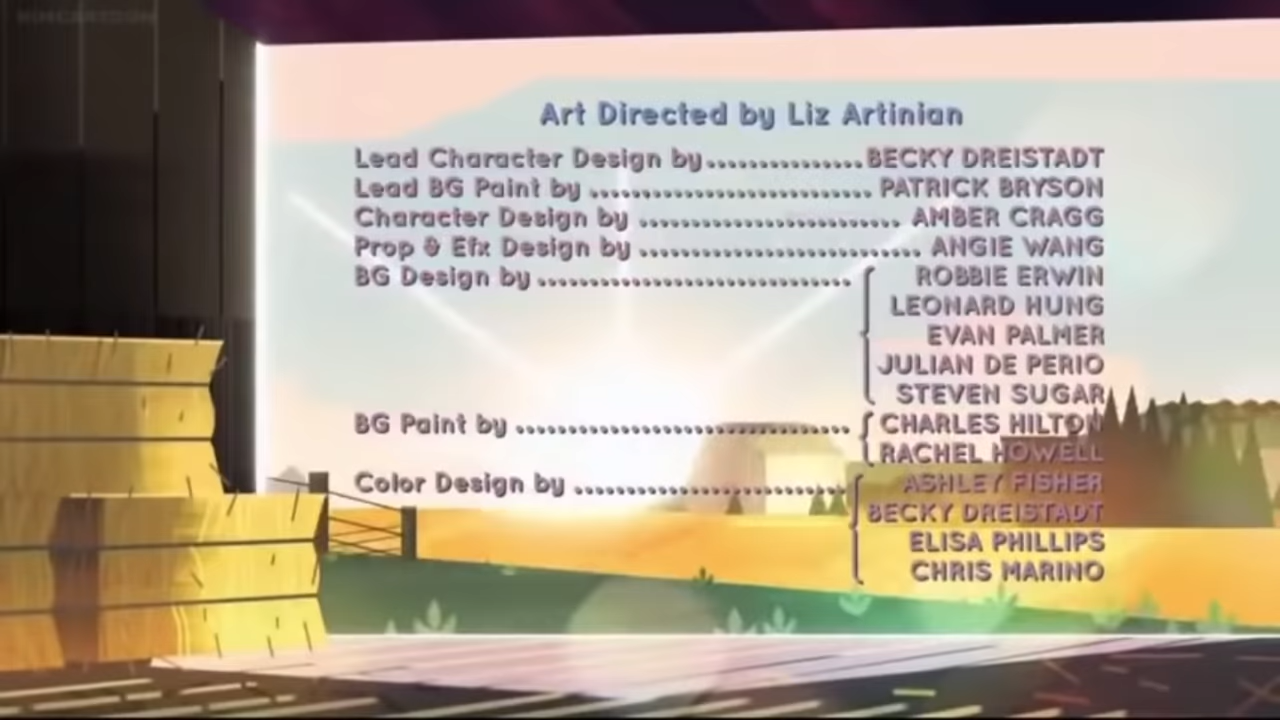 KIMCARTOON
Art Directed by Liz Artinian
Lead Character Design by...............BECKY DREISTADT
Lead BG Paint by ............................ PATRICK BRYSON
Character Design by .......................... AMBER CRAGG
Prop & Efx Design by ............................ ANGIE WANG
BG Design by ............................... ROBBIE ERWIN
LEONARD HUNG
EVAN PALMER
JULIAN DE PERIO
STEVEN SUGAR
BG Paint by ................................. CHARLES HILTON
RACHEL HOWELL
Color Design by ........................... ASHLEY FISHER
BECKY DREISTADT
ELISA PHILLIPS
CHRIS MARINO